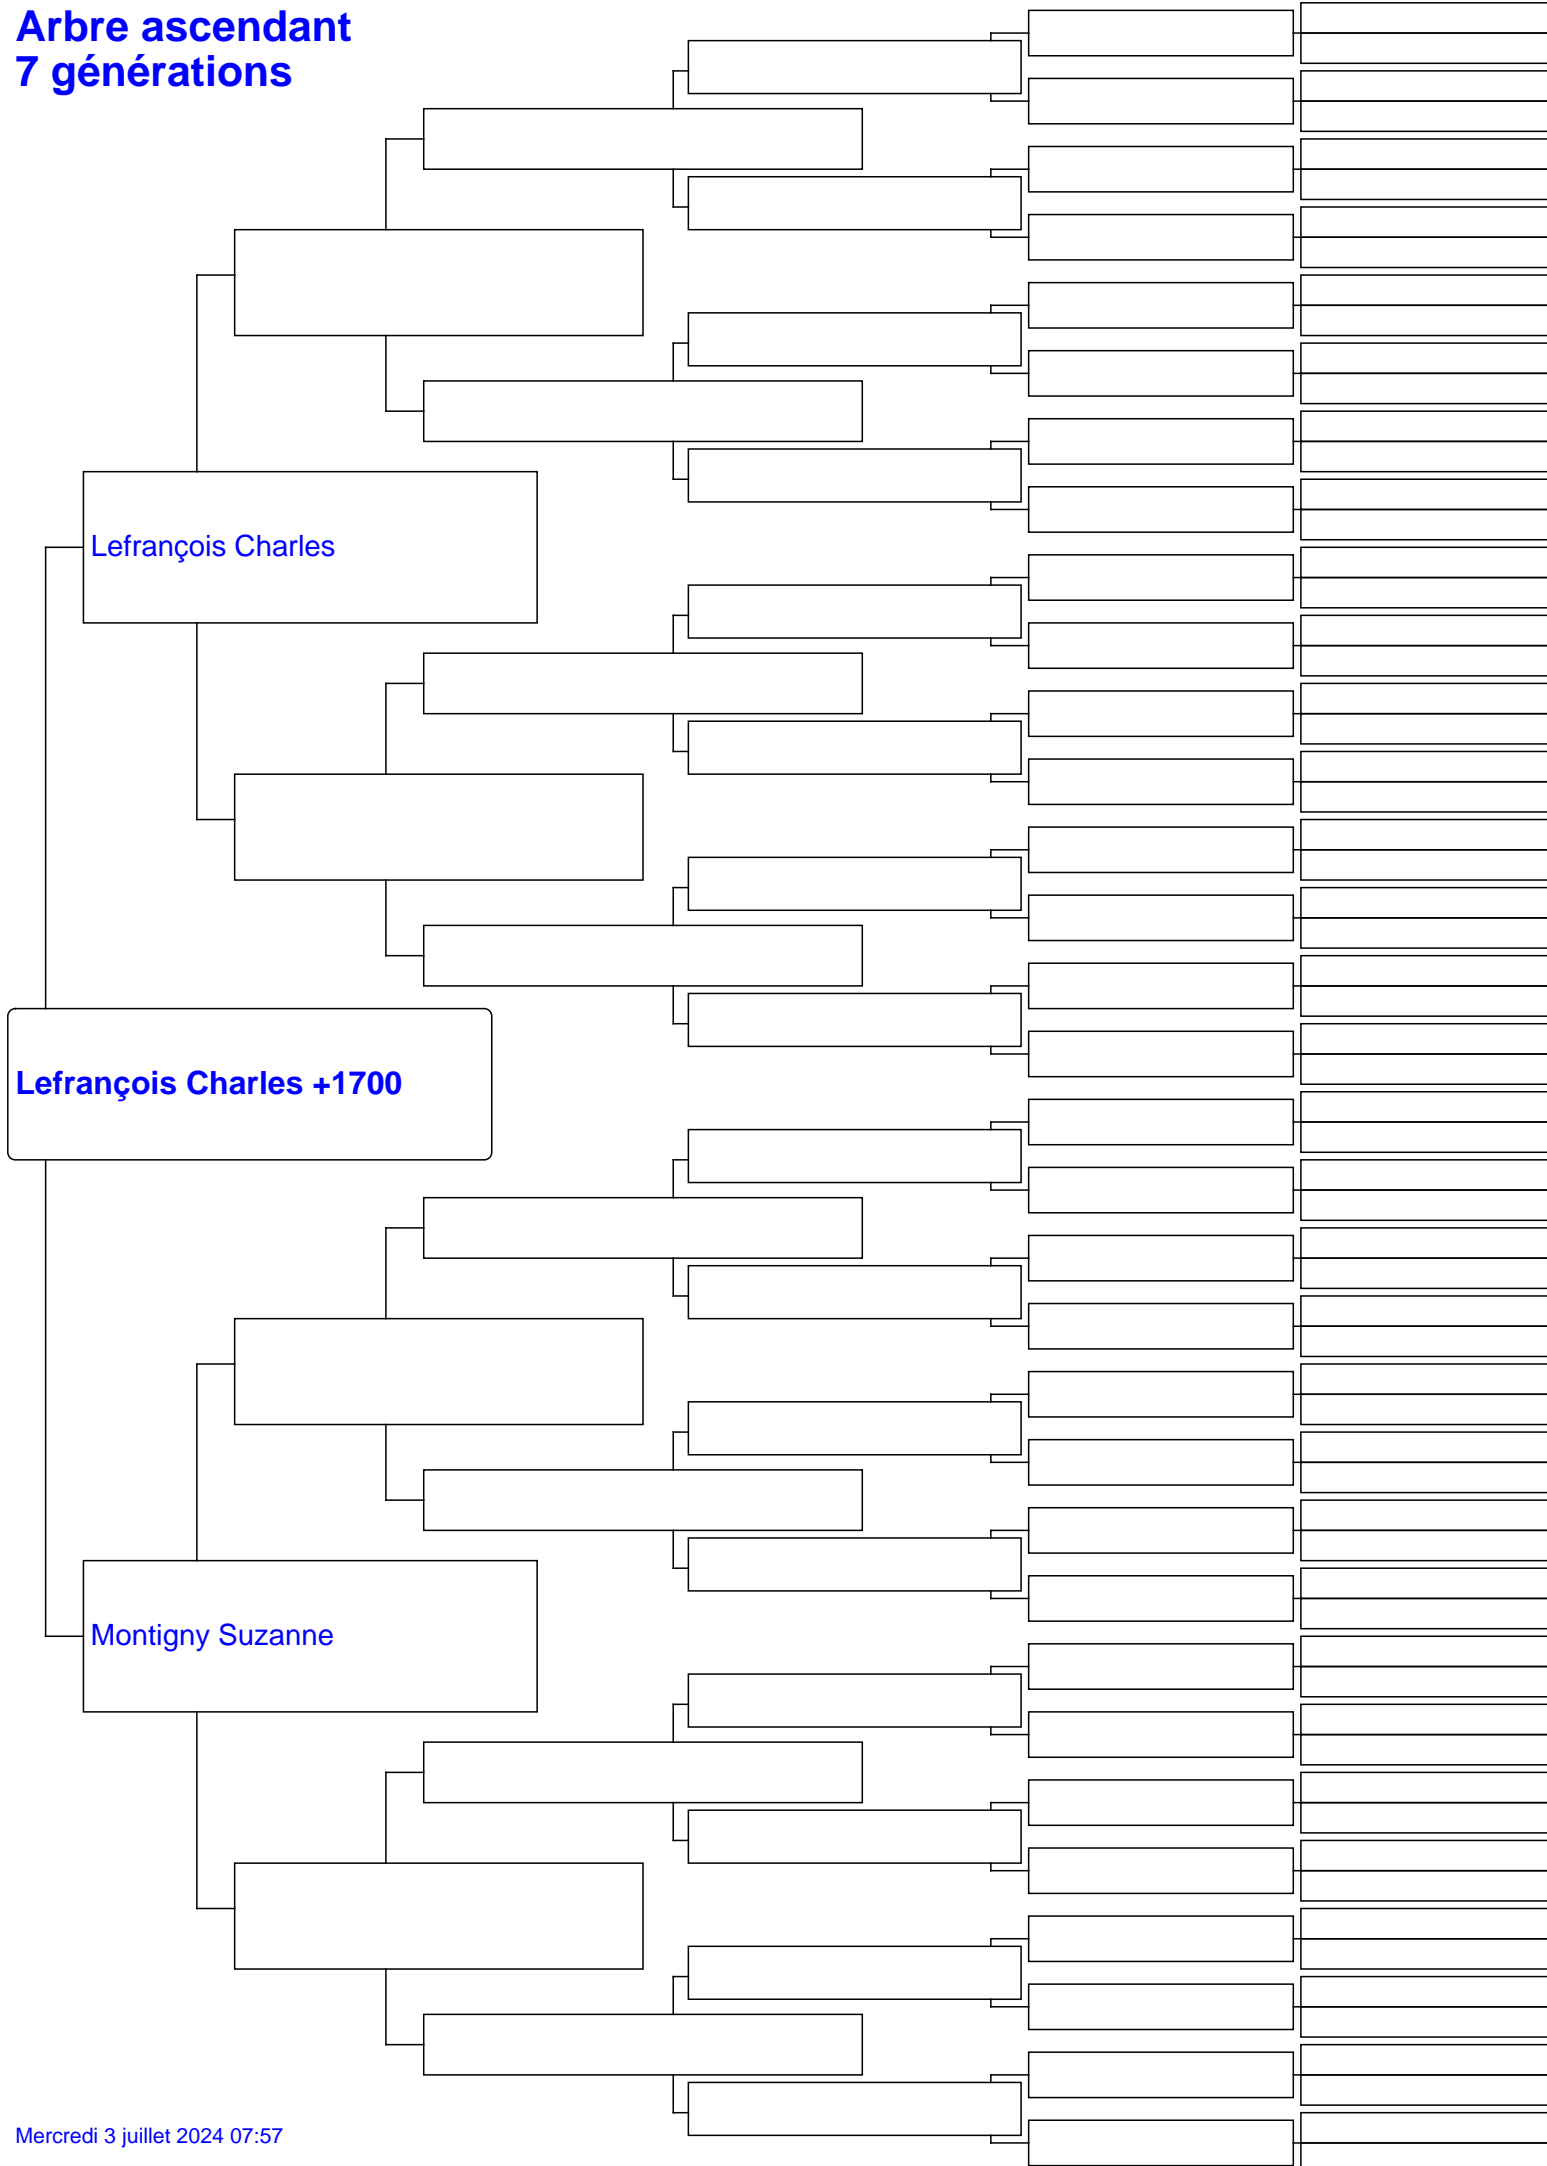 Arbre ascendant
7 générations
Lefrançois Charles
Lefrançois Charles +1700
Montigny Suzanne
Mercredi 3 juillet 2024 07:57